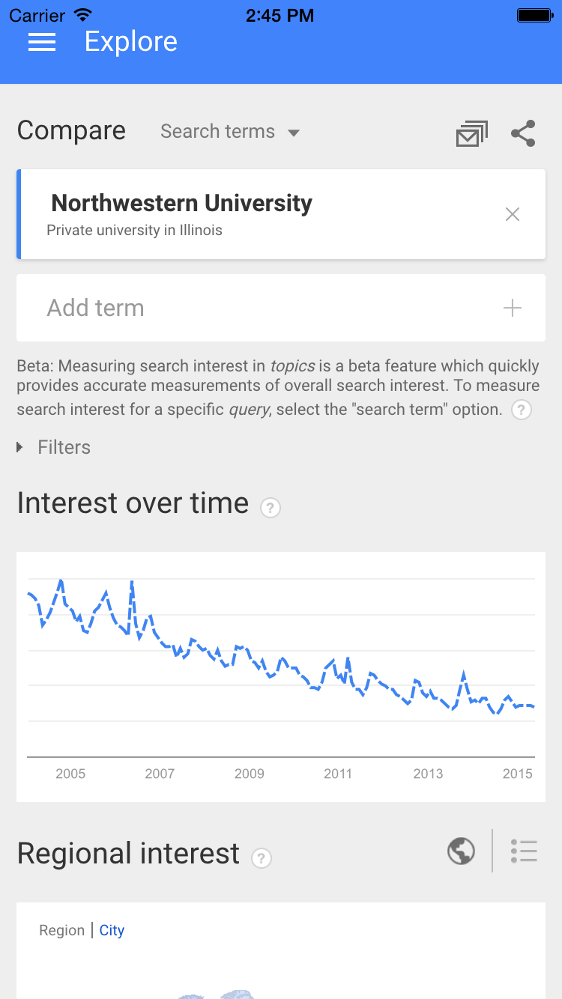 Carrier 2:45 PM
Explore
Compare Search terms
Northwestern University
Private university in Illinois
Add term
Beta: Measuring search interest in topics is a beta feature which quickly
provides accurate measurements of overall search interest. To measure
search interest for a specific query, select the "search term" option. ?
Filters
Interest over time ?
2005 2007 2009 2011 2013 2015
Regional interest ?
Region | City